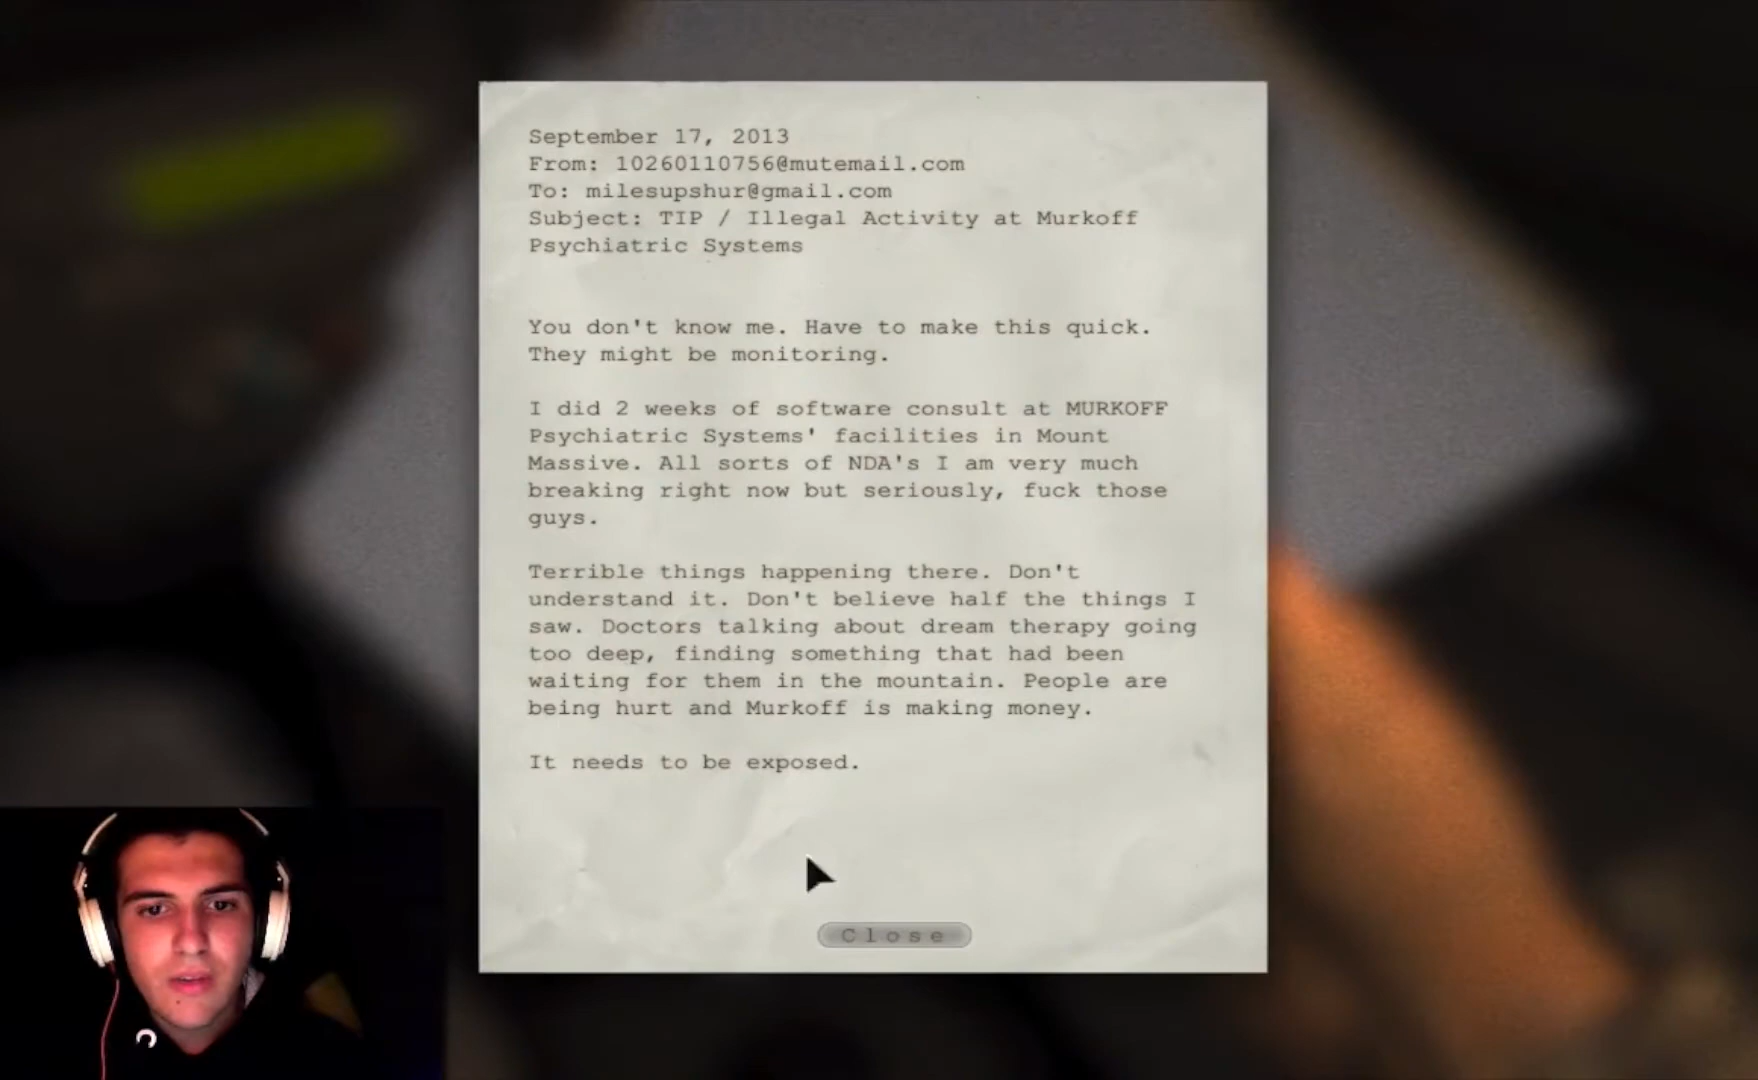 September 17, 2013
From: 10260110756@mutemail.com
To: milesupshur@gmail.com
Subject: TIP / Illegal Activity at Murkoff
Psychiatric Systems
You don't know me. Have to make this quick.
They might be monitoring.
I did 2 weeks of software consult at MURKOFF
Psychiatric Systems' facilities in Mount
Massive. All sorts of NDA's I am very much
breaking right now but seriously, fuck those
guys.
Terrible things happening there. Don't
understand it. Don't believe half the things I
saw. Doctors talking about dream therapy going
too deep, finding something that had been
waiting for them in the mountain. People are
being hurt and Murkoff is making money.
It needs to be exposed.
Close